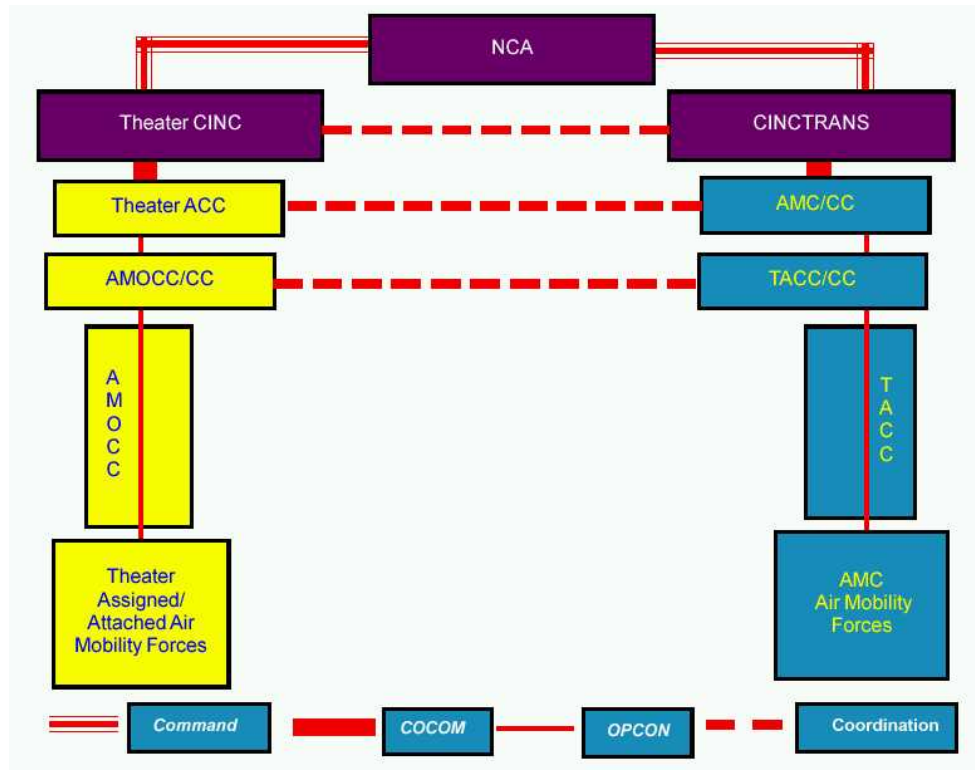 NCA
Theater CINC
CINCTRANS
Theater ACC
AMC/CC
AMOCC/CC
TACC/CC
A
M
O
C
C
T
A
C
C
Theater
Assigned/
Attached Air
Mobility Forces
AMC
Air Mobility
Forces
Command
COCOM
OPCON
Coordination